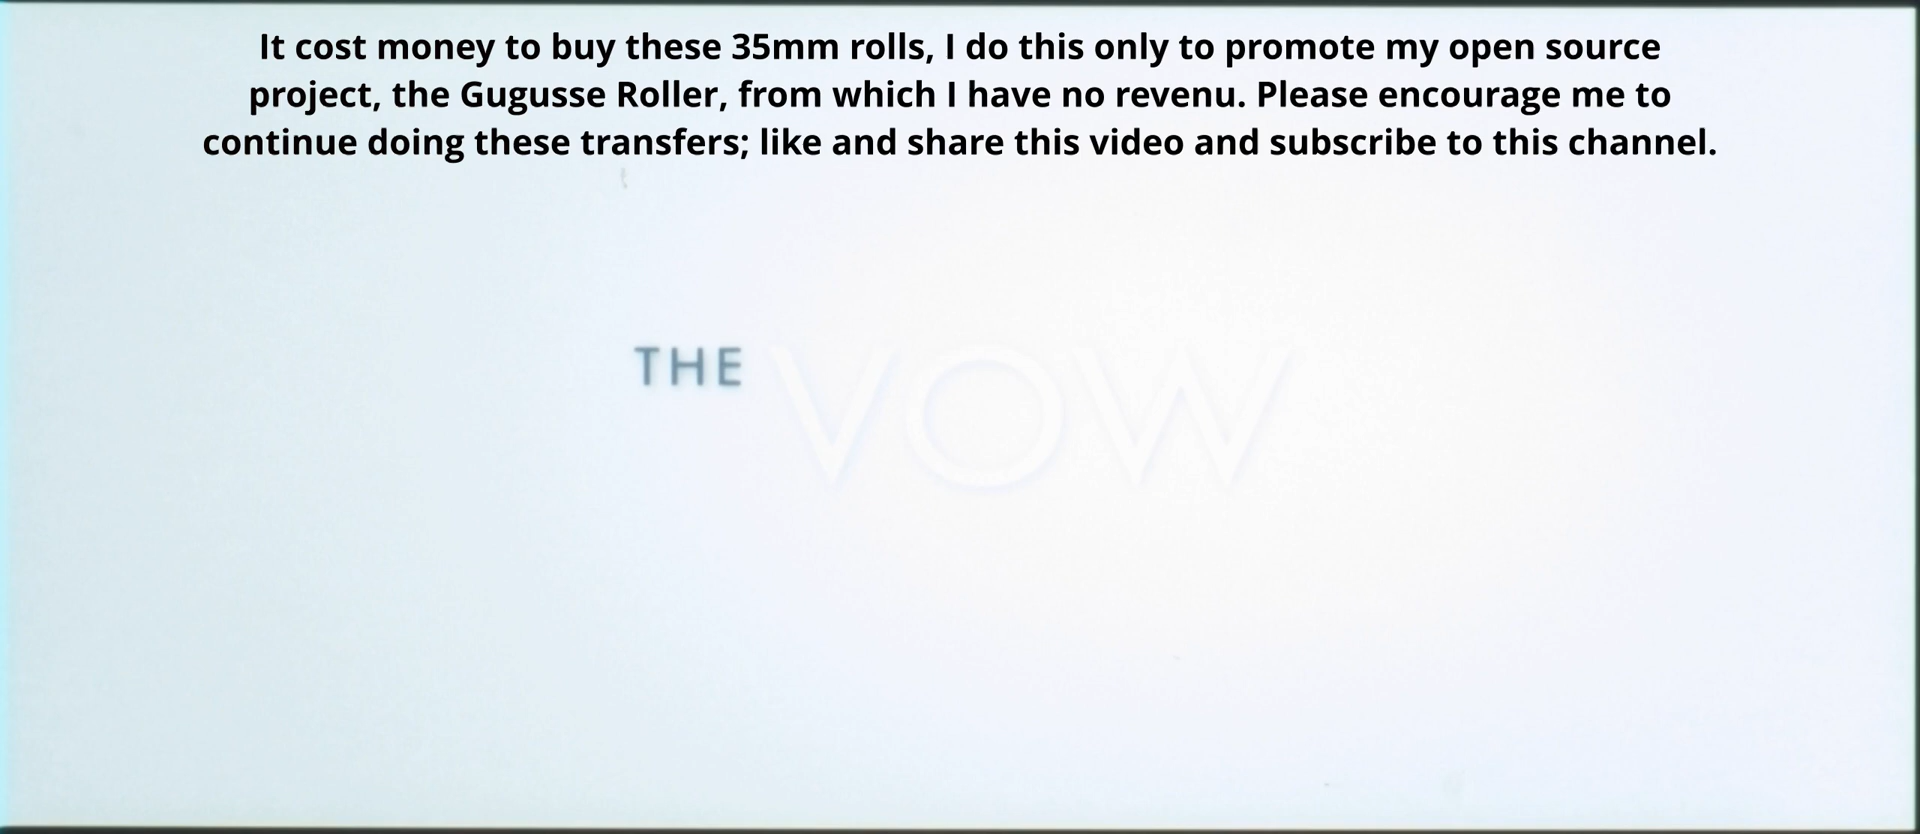 It cost money to buy these 35mm rolls, I do this only to promote my open source
project, the Gugusse Roller, from which I have no revenu. Please encourage me to
continue doing these transfers; like and share this video and subscribe to this channel.
THE VOW